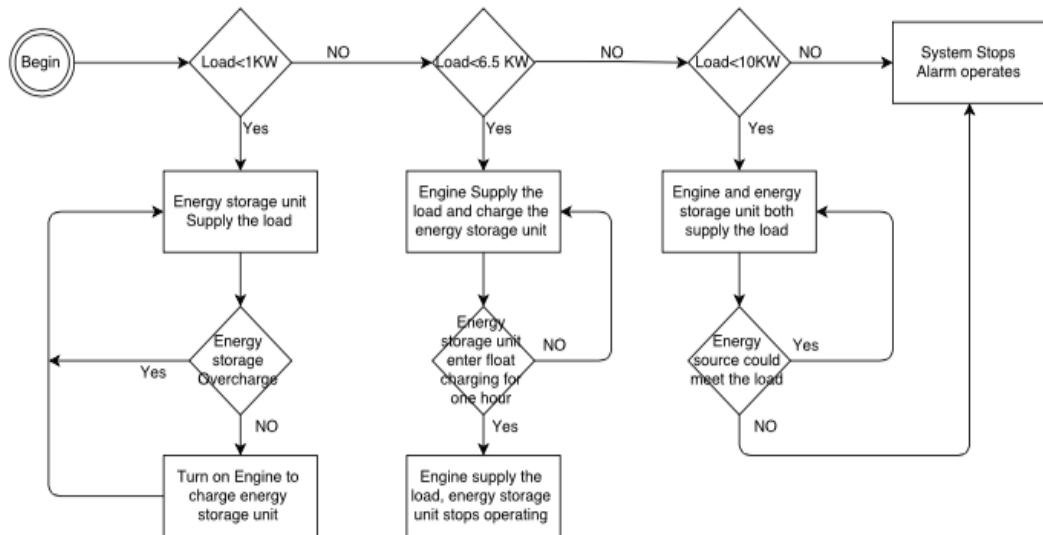 Begin
Load<1KW
NO
Load<6.5 KW
NO
Load<10KW
NO
System Stops
Alarm operates
Yes
Yes
Yes
Energy storage unit
Supply the load
Engine Supply the
load and charge the
energy storage unit
Engine and energy
storage unit both
supply the load
Energy
storage
Overcharge
Yes
NO
Energy
storage unit
enter float
charging for
one hour
NO
Yes
Energy
source could
meet the load
Yes
NO
Turn on Engine to
charge energy
storage unit
Engine supply the
load, energy storage
unit stops operating